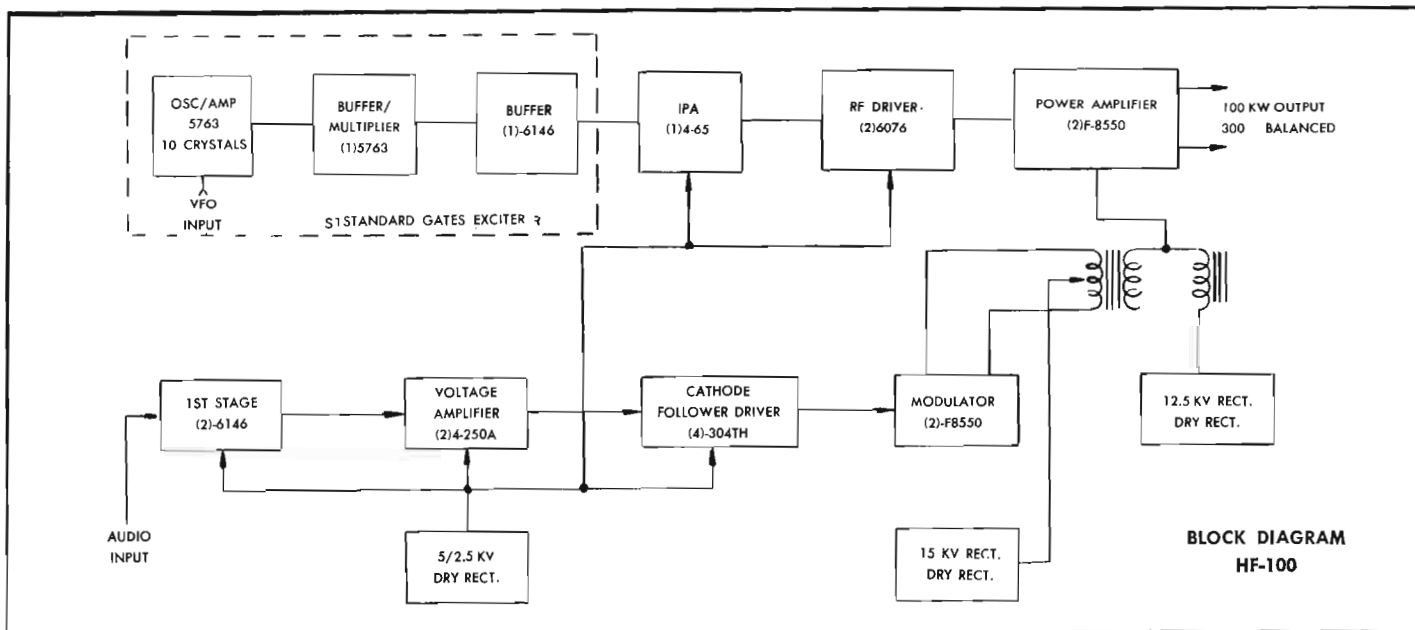 OSC/AMP
5763
10 CRYSTALS
BUFFER/
MULTIPLIER
(1)5763
BUFFER
(1)-6146
IPA
(1)4-65
RF DRIVER-
(2)6076
POWER AMPLIFIER
(2)F-8550
100 KW OUTPUT
300 BALANCED
VFO
INPUT
STANDARD GATES EXCITER
1ST STAGE
(2)-6146
VOLTAGE
AMPLIFIER
(2)4-250A
CATHODE
FOLLOWER DRIVER
(4)-304TH
MODULATOR
(2)-F8550
12.5 KV RECT.
DRY RECT.
AUDIO
INPUT
5/2.5 KV
DRY RECT.
15 KV RECT.
DRY RECT.
BLOCK DIAGRAM
HF-100